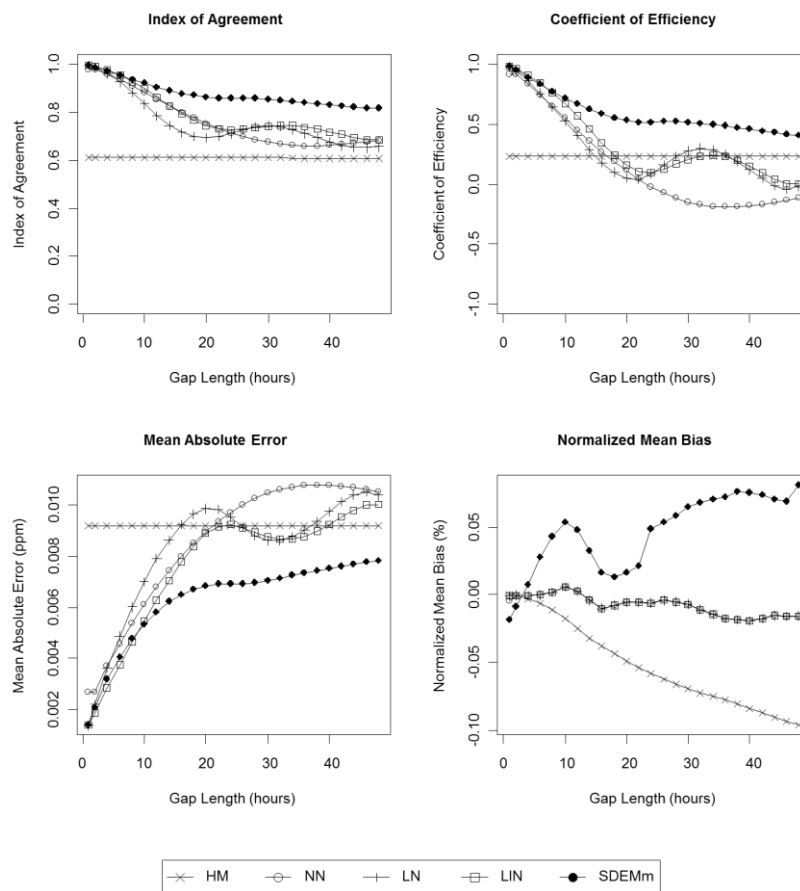 Index of Agreement
Index of Agreement
1.0
0.8
0.6
0.4
0.2
0.0
0 10 20 30 40
Gap Length (hours)
Coefficient of Efficiency
Coefficient of Efficiency
1.0
0.5
0.0
-0.5
-1.0
0 10 20 30 40
Gap Length (hours)
Mean Absolute Error
Mean Absolute Error (ppm)
0.010
0.008
0.006
0.004
0.002
0 10 20 30 40
Gap Length (hours)
Normalized Mean Bias
Normalized Mean Bias (%)
0.05
0.00
-0.05
-0.10
0 10 20 30 40
Gap Length (hours)
HM NN LN LIN SDEMm